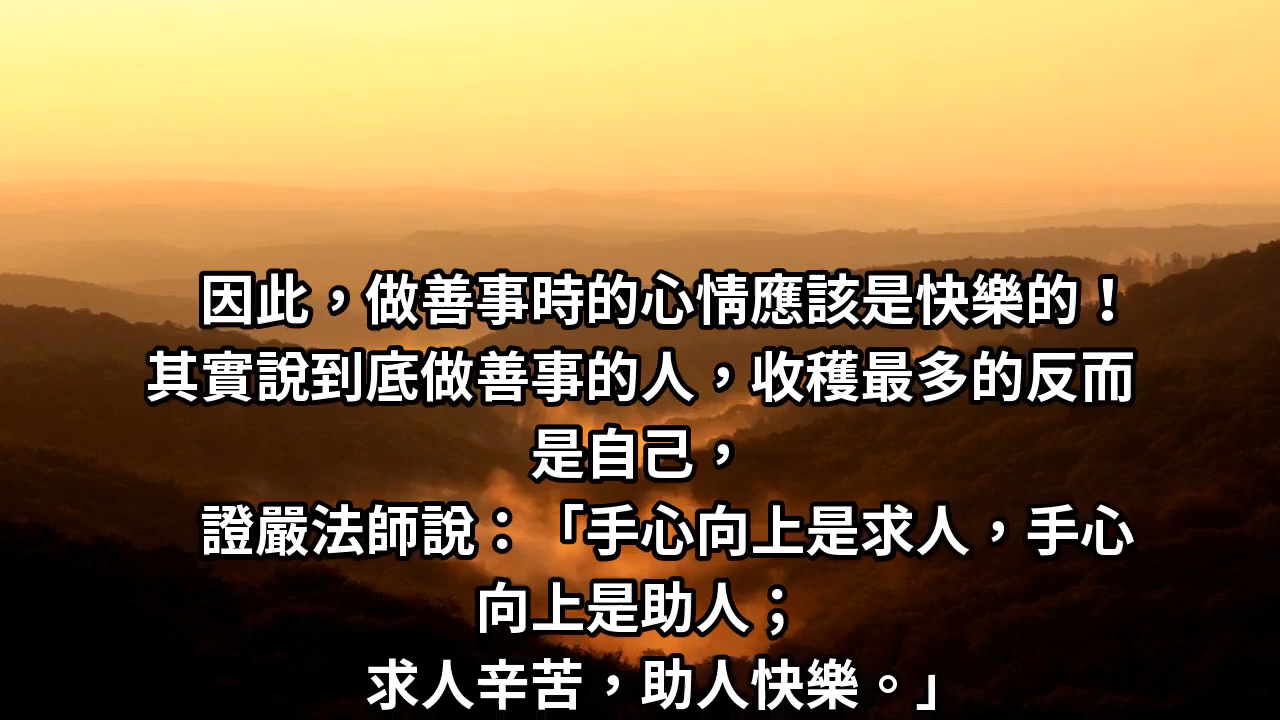 因此，做善事時的心情應該是快樂的！
其實說到底做善事的人，收穫最多的反而
是自己，
證嚴法師說：「手心向上是求人，手心
向上是助人；
求人辛苦，助人快樂。」